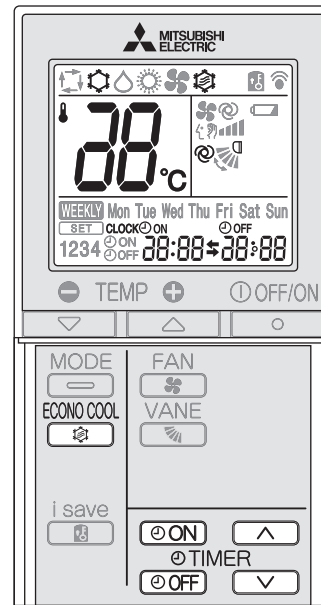 MITSUBISHI
ELECTRIC
88°C
WEEKLY Mon Tue Wed Thu Fri Sat Sun
SET CLOCK ON OFF
1234 ON OFF 88:88 88:88
TEMP OFF/ON
MODE FAN
ECONO COOL VANE
i save
ON
TIMER
OFF